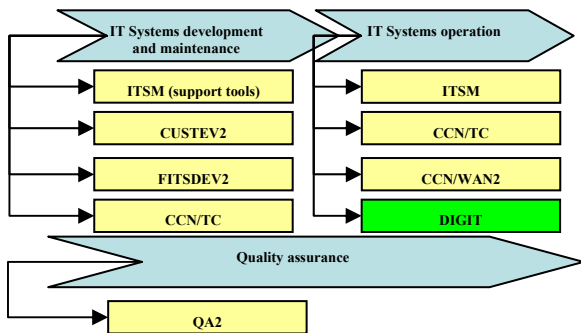 IT Systems development
and maintenance
ITSM (support tools)
CUSTEV2
FITSDEV2
CCN/TC
IT Systems operation
ITSM
CCN/TC
CCN/WAN2
DIGIT
Quality assurance
QA2